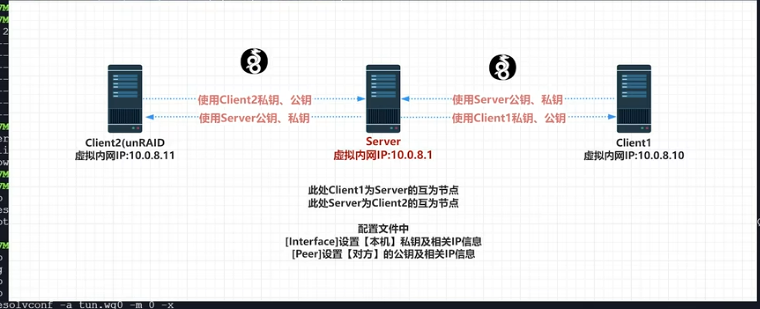 使用Client2私钥、公钥
使用Server公钥、私钥
使用Server公钥、私钥
使用Client1私钥、公钥
Client2(unRAID
虚拟内网IP:10.0.8.11
Server
虚拟内网IP:10.0.8.1
Client1
虚拟内网IP:10.0.8.10
此处Client1为Server的互为节点
此处Server为Client2的互为节点
配置文件中
[Interface]设置【本机】私钥及相关IP信息
[Peer]设置【对方】的公钥及相关IP信息
esolvconf -a tun.wg0 -m 0 -x